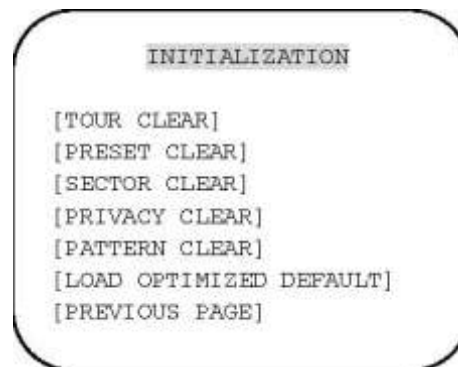 INITIALIZATION
[TOUR CLEAR]
[PRESET CLEAR]
[SECTOR CLEAR]
[PRIVACY CLEAR]
[PATTERN CLEAR]
[LOAD OPTIMIZED DEFAULT]
[PREVIOUS PAGE]